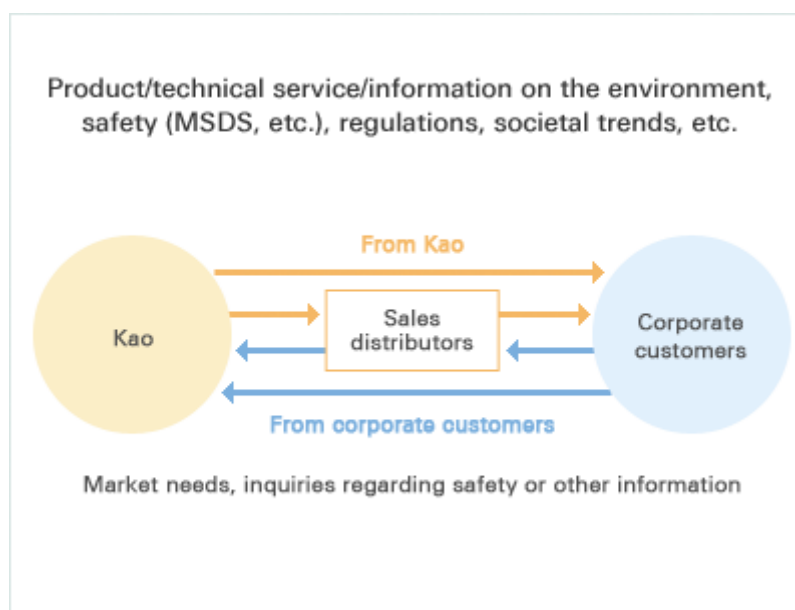 Product/technical service/information on the environment,
safety (MSDS, etc.), regulations, societal trends, etc.
From Kao
Kao
Sales
distributors
Corporate
customers
From corporate customers
Market needs, inquiries regarding safety or other information